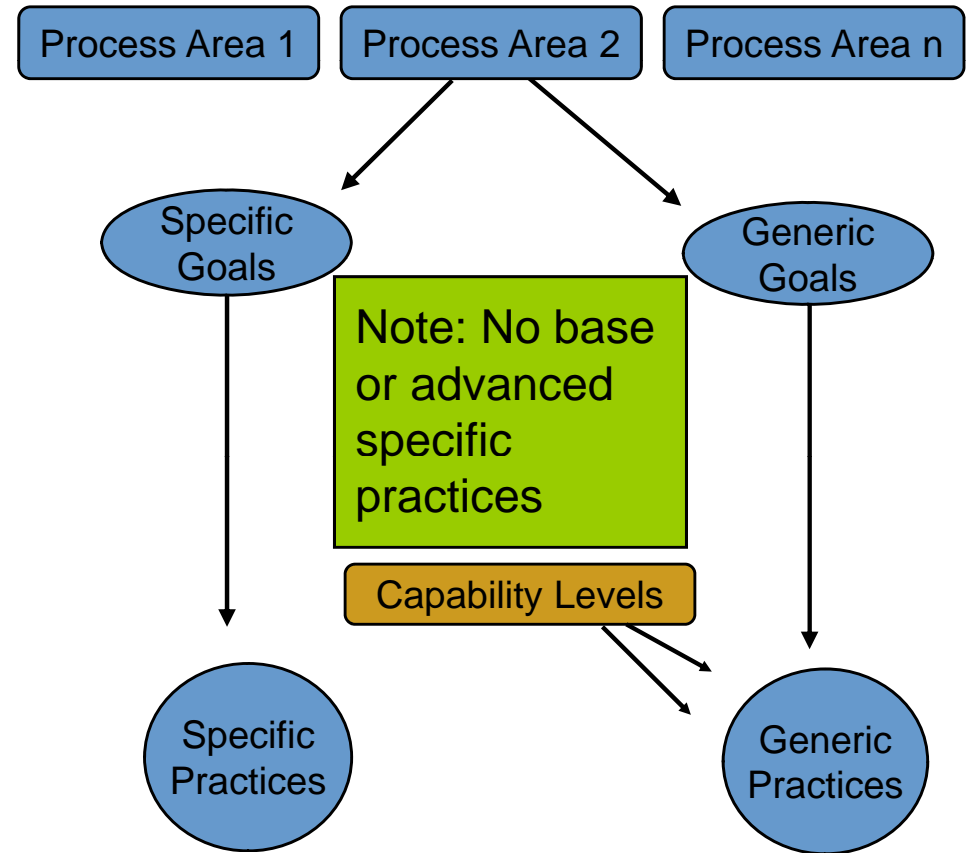 Process Area 1
Process Area 2
Process Area n
Specific
Goals
Generic
Goals
Note: No base
or advanced
specific
practices
Capability Levels
Specific
Practices
Generic
Practices